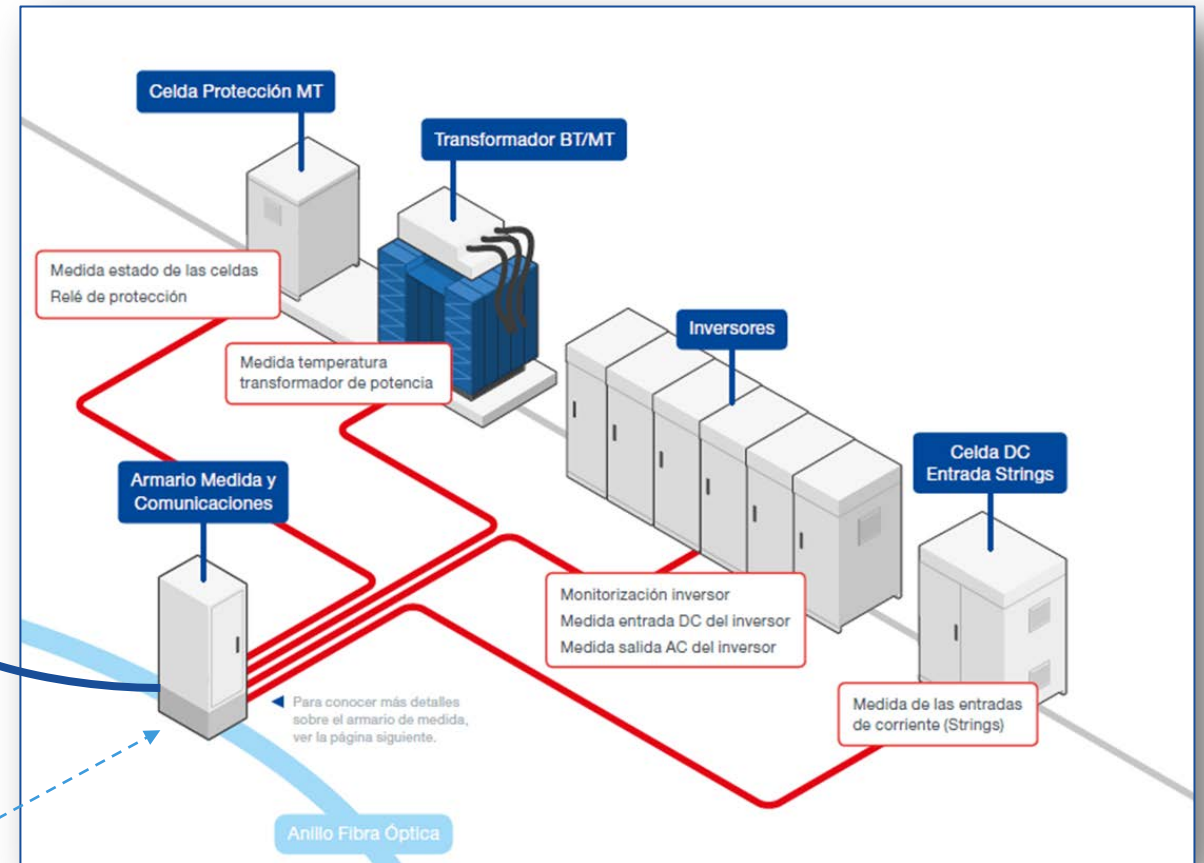 Celda Protección MT
Transformador BT/MT
Medida estado de las celdas
Relé de protección
Medida temperatura
transformador de potencia
Inversores
Celda DC
Entrada Strings
Armario Medida y
Comunicaciones
Monitorización inversor
Medida entrada DC del inversor
Medida salida AC del inversor
Medida de las entradas
de corriente (Strings)
Para conocer más detalles
sobre el armario de medida,
ver la página siguiente.
Anillo Fibra Óptica